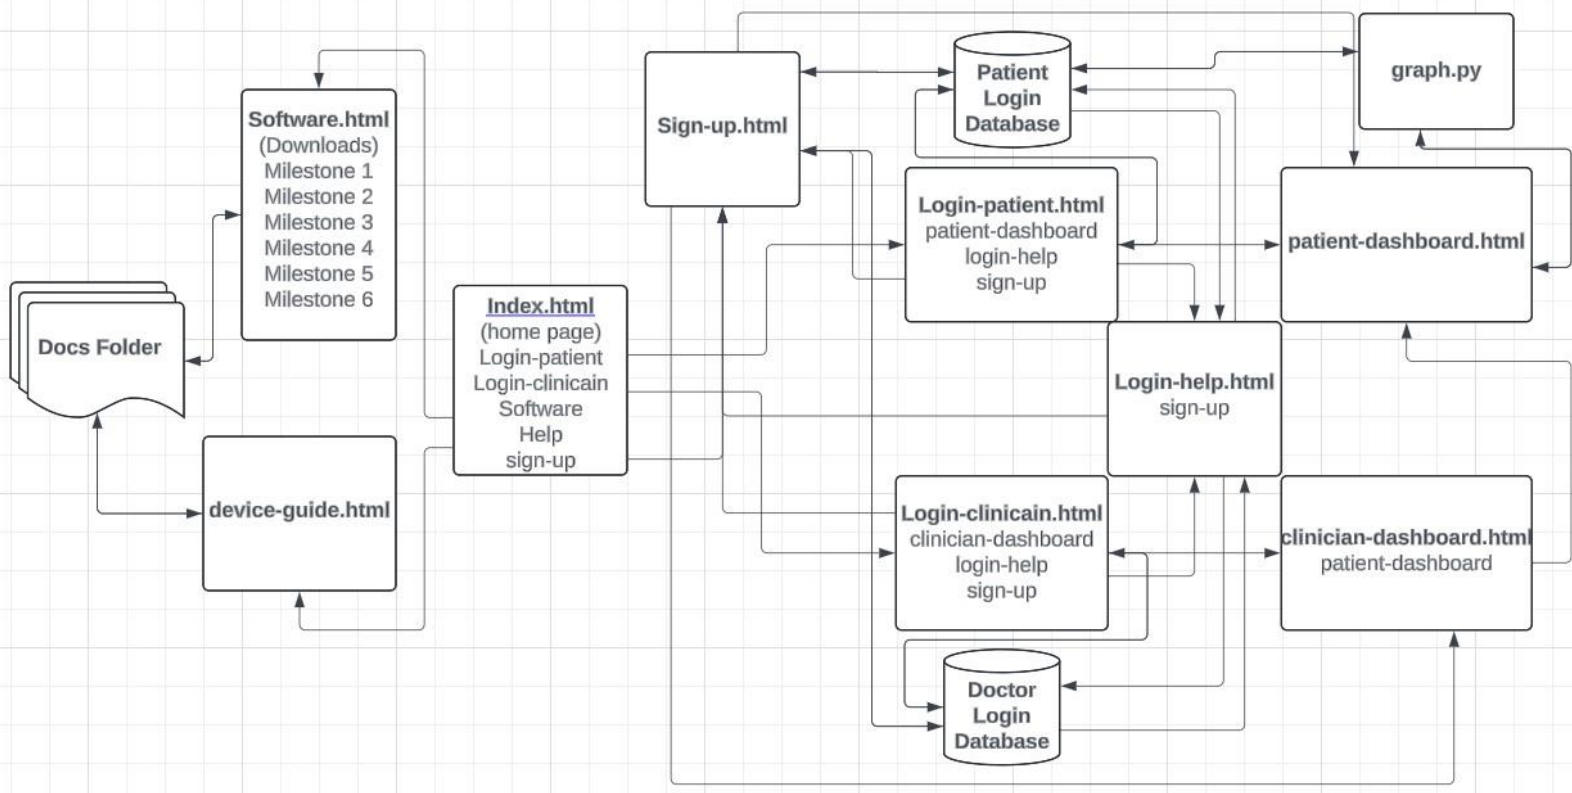 Software.html
(Downloads)
Milestone 1
Milestone 2
Milestone 3
Milestone 4
Milestone 5
Milestone 6
Docs Folder
device-guide.html
Index.html
(home page)
Login-patient
Login-clinicain
Software
Help
sign-up
Sign-up.html
Patient
Login
Database
graph.py
Login-patient.html
patient-dashboard
login-help
sign-up
patient-dashboard.html
Login-help.html
sign-up
Login-clinicain.html
clinician-dashboard
login-help
sign-up
clinician-dashboard.html
patient-dashboard
Doctor
Login
Database